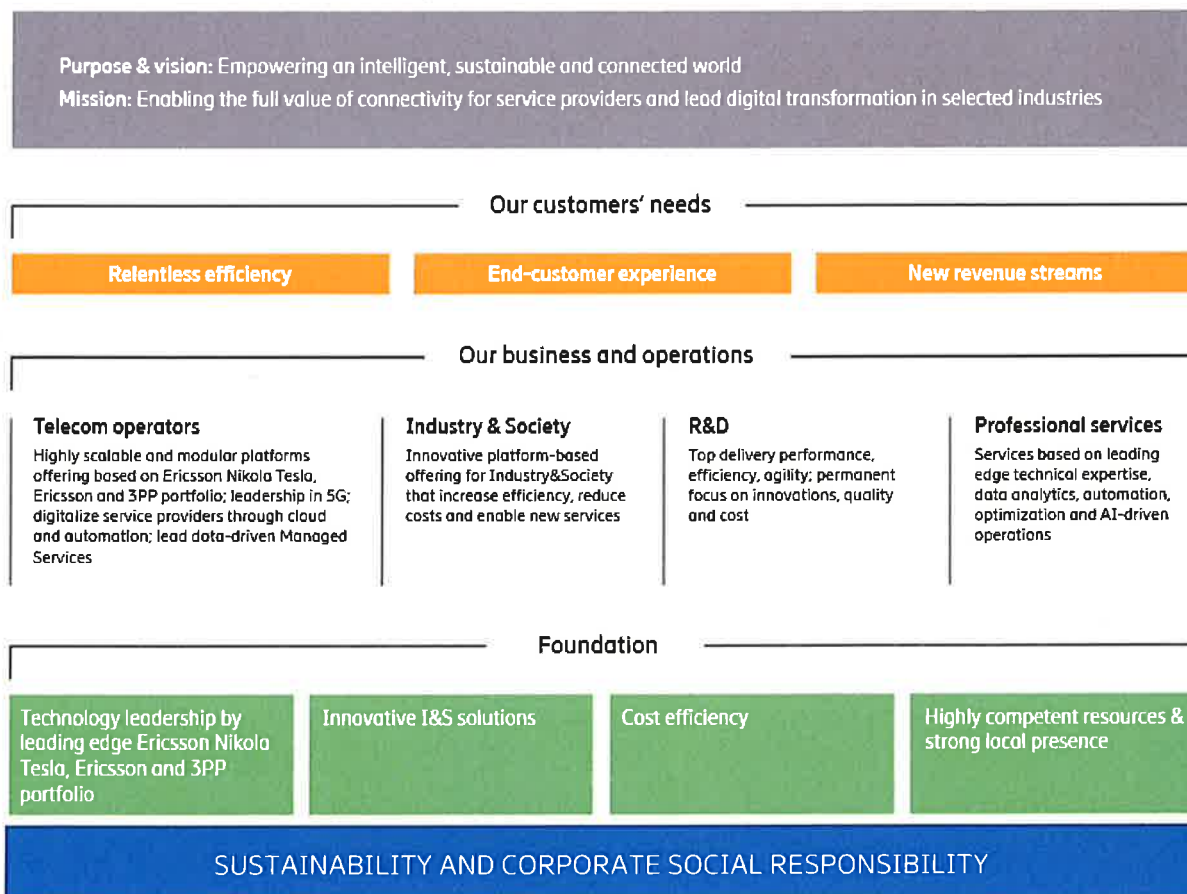 Purpose & vision: Empowering an intelligent, sustainable and connected world
Mission: Enabling the full value of connectivity for service providers and lead digital transformation in selected industries
Our customers' needs
Relentless efficiency
End-customer experience
New revenue streams
Our business and operations
Telecom operators
Highly scalable and modular platforms
offering based on Ericsson Nikola Tesla,
Ericsson and 3PP portfolio; leadership in 5G;
digitalize service providers through cloud
and automation; lead data-driven Managed
Services
Industry & Society
Innovative platform-based
offering for Industry&Society
that increase efficiency, reduce
costs and enable new services
R&D
Top delivery performance,
efficiency, agility; permanent
focus on innovations, quality
and cost
Professional services
Services based on leading
edge technical expertise,
data analytics, automation,
optimization and AI-driven
operations
Foundation
Technology leadership by
leading edge Ericsson Nikola
Tesla, Ericsson and 3PP
portfolio
Innovative I&S solutions
Cost efficiency
Highly competent resources &
strong local presence
SUSTAINABILITY AND CORPORATE SOCIAL RESPONSIBILITY